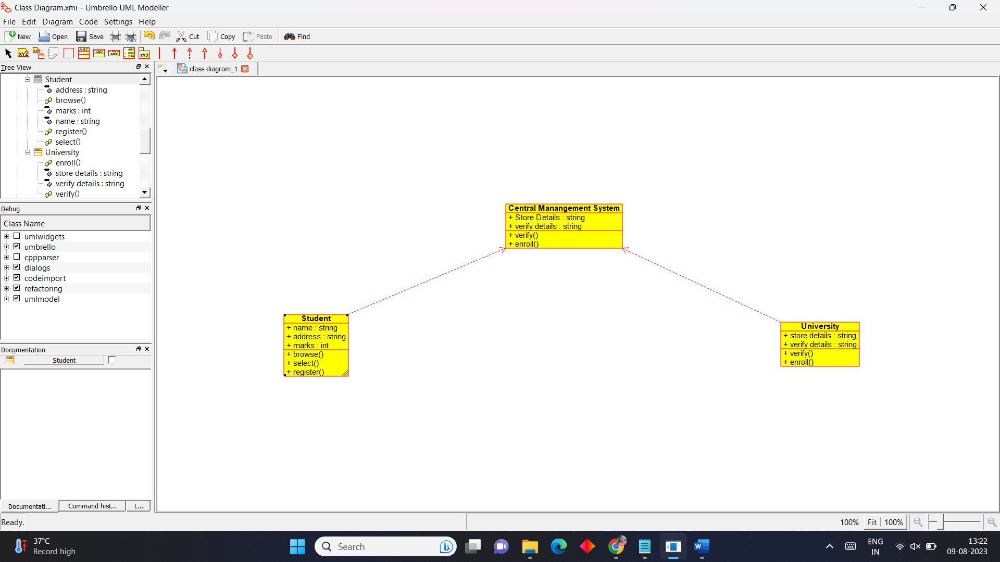 Class Diagram.xmi – Umbrello UML Modeller
File Edit Diagram Code Settings Help
New Open Save Cut Copy Paste Find
Tree View
class diagram_1
Student
address : string
browse()
marks : int
name : string
register()
select()
University
enroll()
store details : string
verify details : string
verify()
Debug
Class Name
umlwidgets
umbrello
cppparser
dialogs
codeimport
refactoring
umlmodel
Documentation
Student
Documentati... Command hist... L...
Central Manangement System
+ Store Details : string
+ verify details : string
+ verify()
+ enroll()
Student
+ name : string
+ address : string
+ marks : int
+ browse()
+ select()
+ register()
University
+ store details : string
+ verify details : string
+ verify()
+ enroll()
Ready.
100% Fit 100%
37°C
Record high
Search
ENG
IN
13:22
09-08-2023